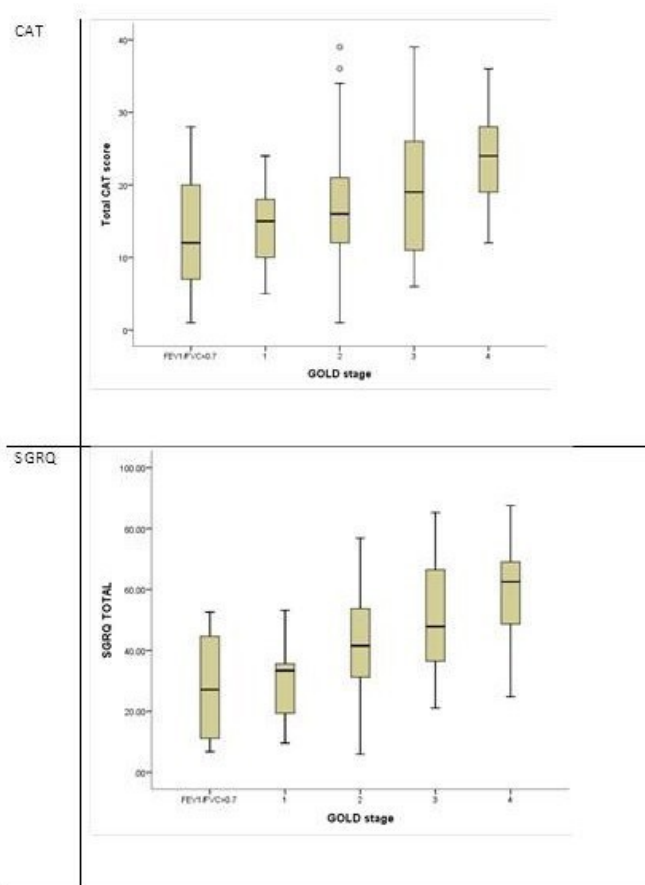 CAT
Total CAT score
40
30
20
10
0
FEV1/FVC>0.7 1 2 3 4
GOLD stage
SGRQ
SGRQ TOTAL
100.00
80.00
60.00
40.00
20.00
.00
FEV1/FVC>0.7 1 2 3 4
GOLD stage